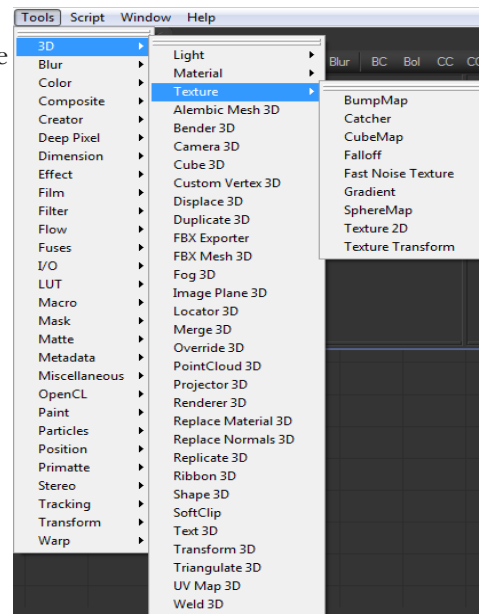 Tools Script Window Help
e
3D
Blur
Color
Composite
Creator
Deep Pixel
Dimension
Effect
Film
Filter
Flow
Fuses
I/O
LUT
Macro
Mask
Matte
Metadata
Miscellaneous
OpenCL
Paint
Particles
Position
Primatte
Stereo
Tracking
Transform
Warp
Light
Material
Texture
Alembic Mesh 3D
Bender 3D
Camera 3D
Cube 3D
Custom Vertex 3D
Displace 3D
Duplicate 3D
FBX Exporter
FBX Mesh 3D
Fog 3D
Image Plane 3D
Locator 3D
Merge 3D
Override 3D
PointCloud 3D
Projector 3D
Renderer 3D
Replace Material 3D
Replace Normals 3D
Replicate 3D
Ribbon 3D
Shape 3D
SoftClip
Text 3D
Transform 3D
Triangulate 3D
UV Map 3D
Weld 3D
Blur BC Bol CC
BumpMap
Catcher
CubeMap
Falloff
Fast Noise Texture
Gradient
SphereMap
Texture 2D
Texture Transform